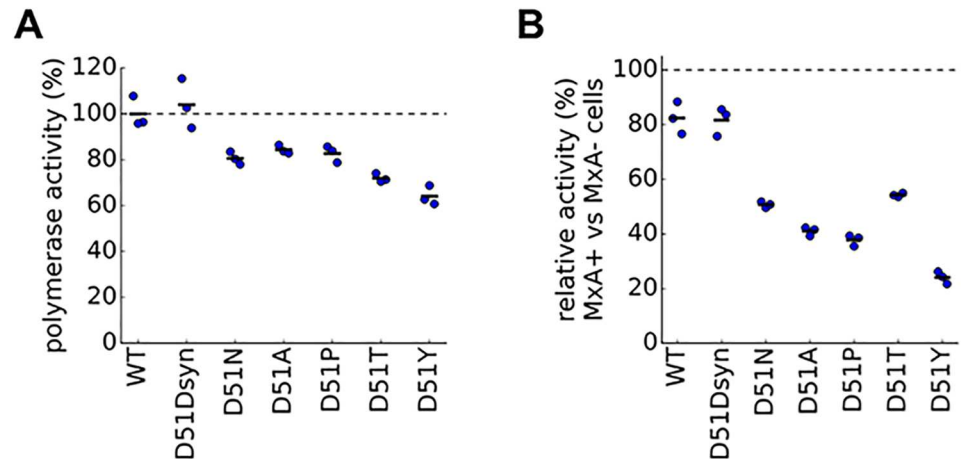 A
polymerase activity (%)
120
100
80
60
40
20
0
WT
D51Dsyn
D51N
D51A
D51P
D51T
D51Y
B
relative activity (%)
MxA+ vs MxA- cells
100
80
60
40
20
0
WT
D51Dsyn
D51N
D51A
D51P
D51T
D51Y